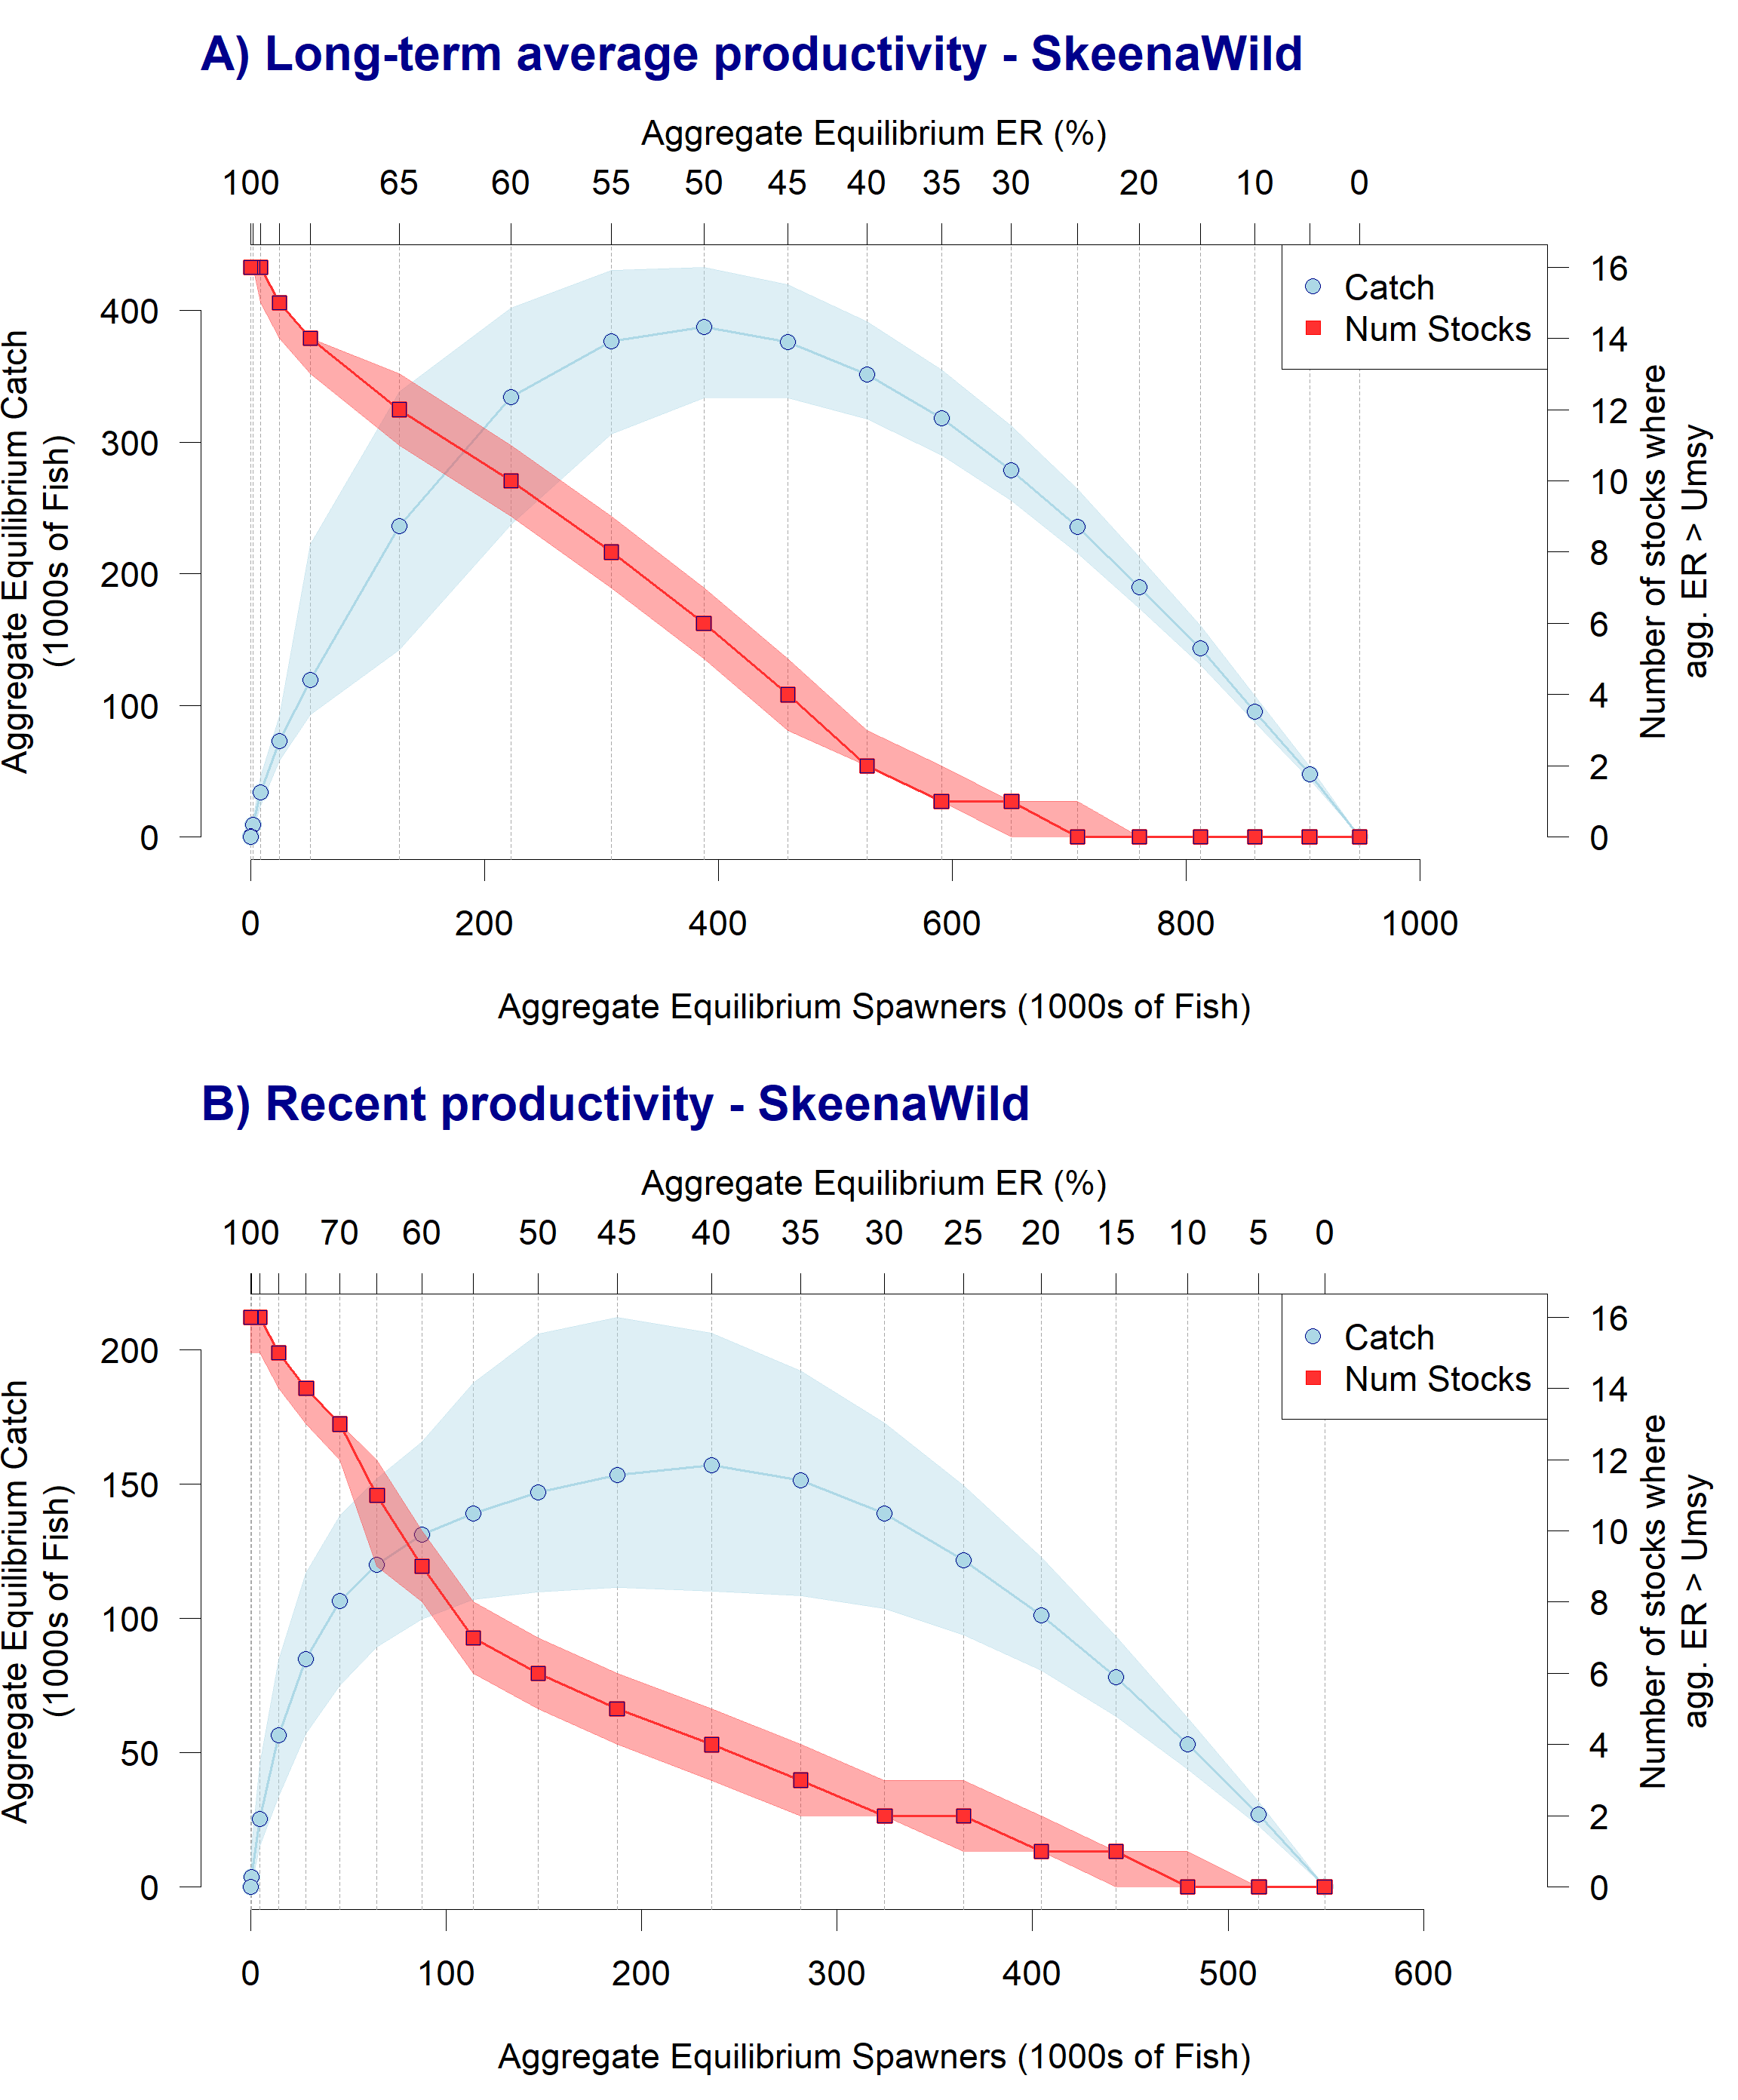 A) Long-term average productivity - SkeenaWild
Aggregate Equilibrium ER (%)
100 65 60 55 50 45 40 35 30 20 10 0
Catch
Num Stocks
Aggregate Equilibrium Catch
(1000s of Fish)
400
300
200
100
0
16
14
12
10
8
6
4
2
0
Number of stocks where
agg. ER > Umsy
0 200 400 600 800 1000
Aggregate Equilibrium Spawners (1000s of Fish)
B) Recent productivity - SkeenaWild
Aggregate Equilibrium ER (%)
100 70 60 50 45 40 35 30 25 20 15 10 5 0
Catch
Num Stocks
Aggregate Equilibrium Catch
(1000s of Fish)
200
150
100
50
0
16
14
12
10
8
6
4
2
0
Number of stocks where
agg. ER > Umsy
0 100 200 300 400 500 600
Aggregate Equilibrium Spawners (1000s of Fish)